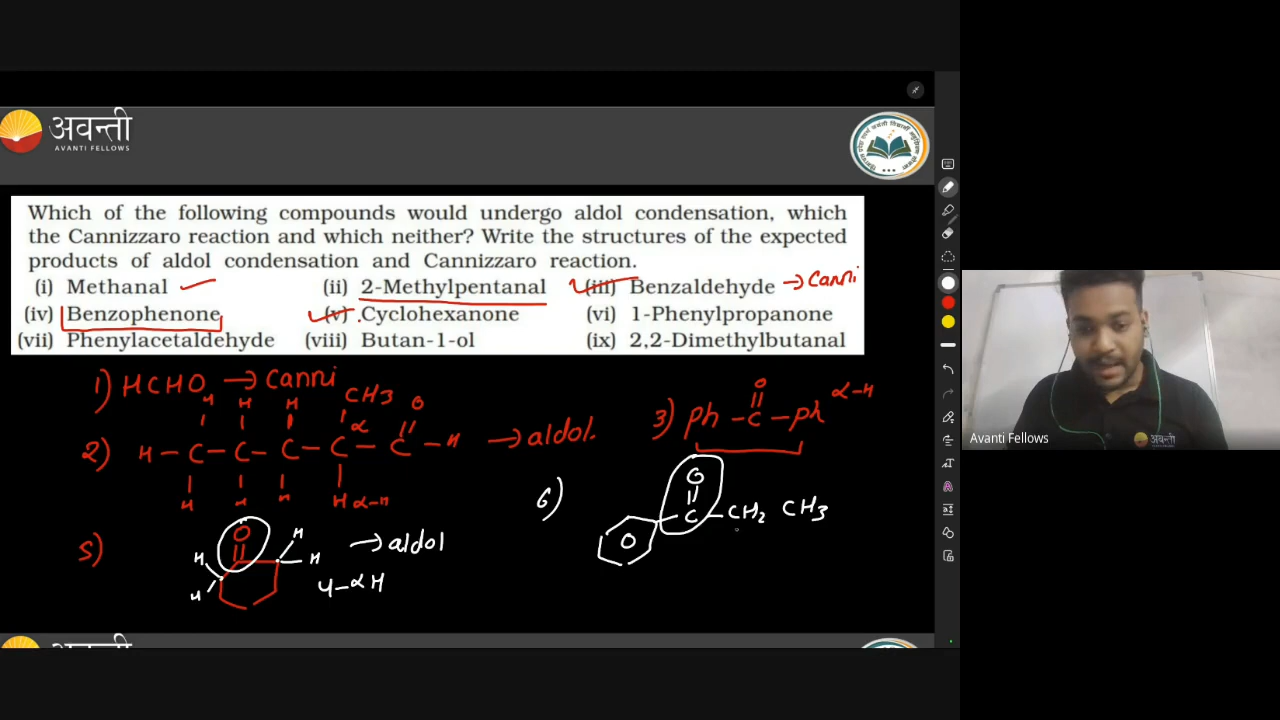 अवन्ती
AVANTI FELLOWS
Which of the following compounds would undergo aldol condensation, which
the Cannizzaro reaction and which neither? Write the structures of the expected
products of aldol condensation and Cannizzaro reaction.
(i) Methanal (ii) 2-Methylpentanal (iii) Benzaldehyde → Canni
(iv) Benzophenone (v) Cyclohexanone (vi) 1-Phenylpropanone
(vii) Phenylacetaldehyde (viii) Butan-1-ol (ix) 2,2-Dimethylbutanal
1) HCHO → Canni
CH3 O
H H H
2) H – C – C – C – C – C – H → aldol.
α
H H H H α-H
O
3) Ph – C – Ph α-H
5) O
H H
H H
→ aldol
4-αH
6) O
C – CH2 CH3
O
Avanti Fellows
अवन्ती
अवन्ती